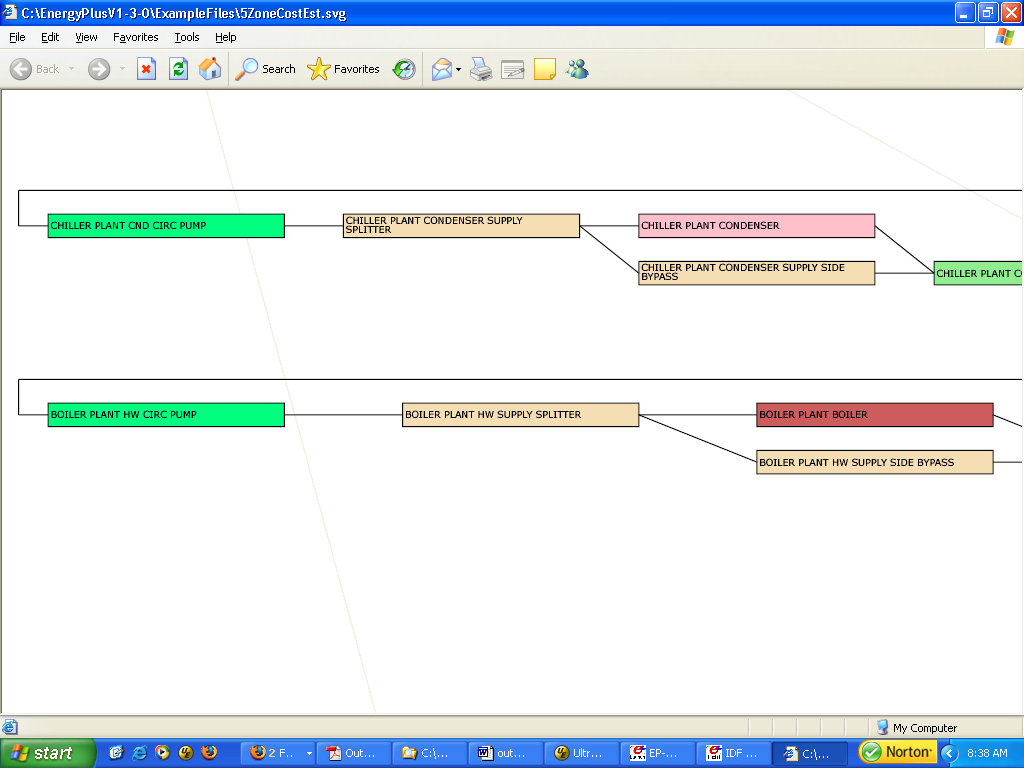 C:\EnergyPlusV1-3-0\ExampleFiles\5ZoneCostEst.svg
File Edit View Favorites Tools Help
Back Search Favorites
CHILLER PLANT CND CIRC PUMP
CHILLER PLANT CONDENSER SUPPLY
SPLITTER
CHILLER PLANT CONDENSER
CHILLER PLANT CONDENSER SUPPLY SIDE
BYPASS
CHILLER PLANT CO
BOILER PLANT HW CIRC PUMP
BOILER PLANT HW SUPPLY SPLITTER
BOILER PLANT BOILER
BOILER PLANT HW SUPPLY SIDE BYPASS
My Computer
start 2 F... Out... C:\... out... Ultr... EP-... IDF ... C:\... Norton 8:38 AM